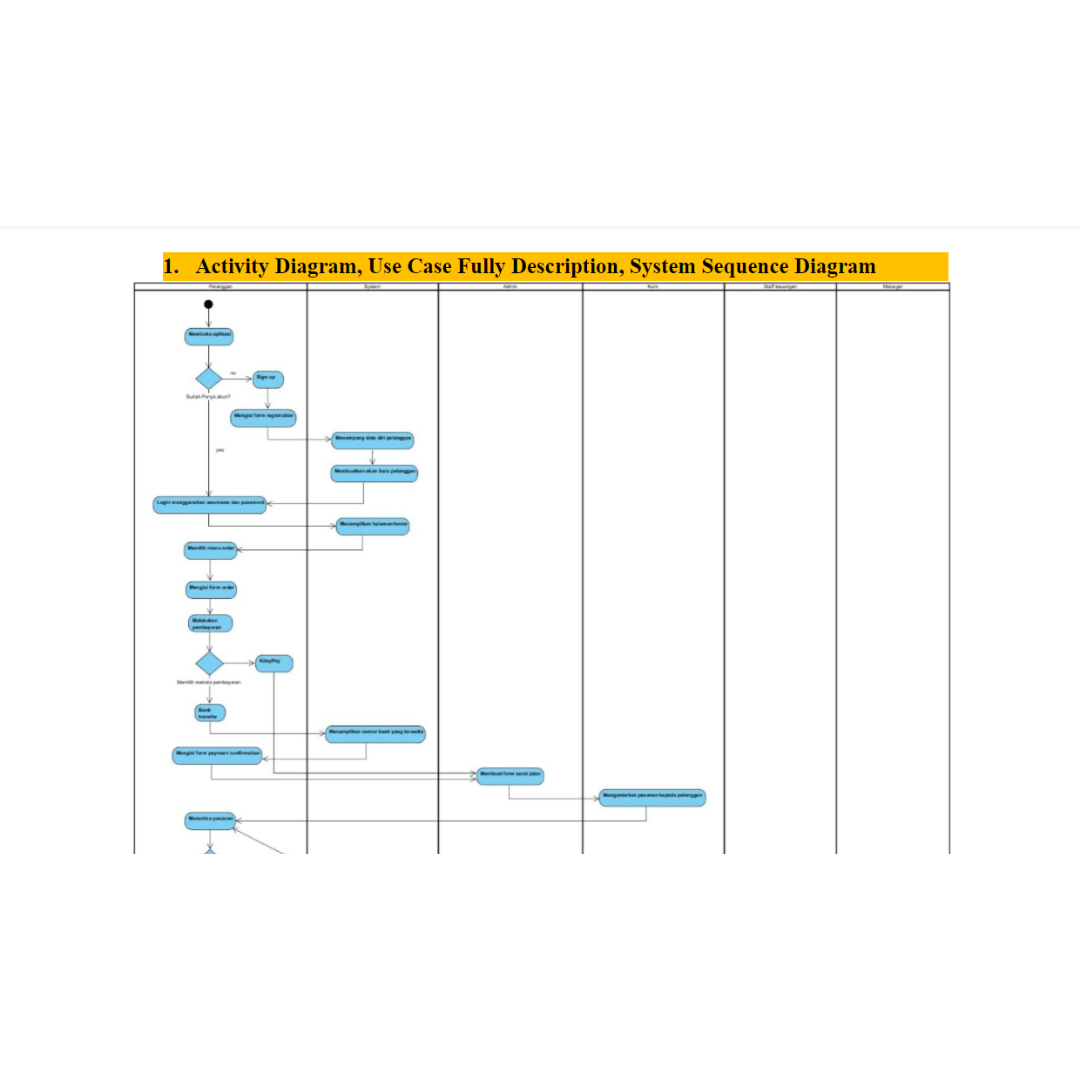 1. Activity Diagram, Use Case Fully Description, System Sequence Diagram
Pelanggan System Admin Kurir Staff keuangan Manager
Membuka aplikasi
no
Sign up
Sudah Punya akun?
Mengisi form registration
Menampung data diri pelanggan
yes
Membuatkan akun baru pelanggan
Login menggunakan username dan password
Menampilkan halaman home
Memilih menu order
Mengisi form order
Melakukan
pembayaran
Memilih metode pembayaran
Bank
transfer
Menampilkan nomor bank yang tersedia
Mengisi form payment confirmation
Membuat form surat jalan
Mengantarkan pesanan kepada pelanggan
Menerima pesanan